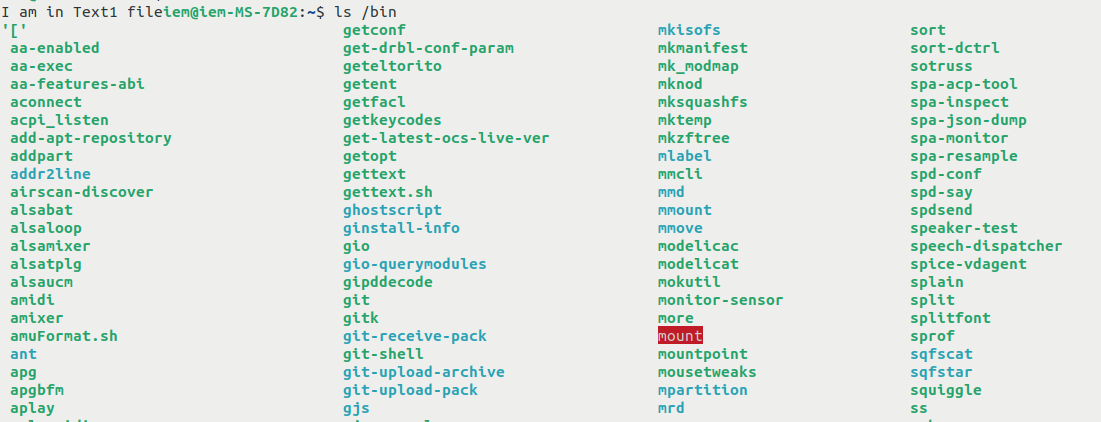 I am in Text1 fileiem@iem-MS-7D82:~$ ls /bin
'[' getconf mkisofs sort
aa-enabled get-drbl-conf-param mkmanifest sort-dctrl
aa-exec geteltorito mk_modmap sotruss
aa-features-abi getent mknod spa-acp-tool
aconnect getfacl mksquashfs spa-inspect
acpi_listen getkeycodes mktemp spa-json-dump
add-apt-repository get-latest-ocs-live-ver mkzftree spa-monitor
addpart getopt mlabel spa-resample
addr2line gettext mmcli spd-conf
airscan-discover gettext.sh mmd spd-say
alsabat ghostscript mmount spdsend
alsaloop ginstall-info mmove speaker-test
alsamixer gio modelicac speech-dispatcher
alsatplg gio-querymodules modelicat spice-vdagent
alsaucm gipddecode mokutil splain
amidi git monitor-sensor split
amixer gitk more splitfont
amuFormat.sh git-receive-pack mount sprof
ant git-shell mountpoint sqfscat
apg git-upload-archive mousetweaks sqfstar
apgbfm git-upload-pack mpartition squiggle
aplay gjs mrd ss